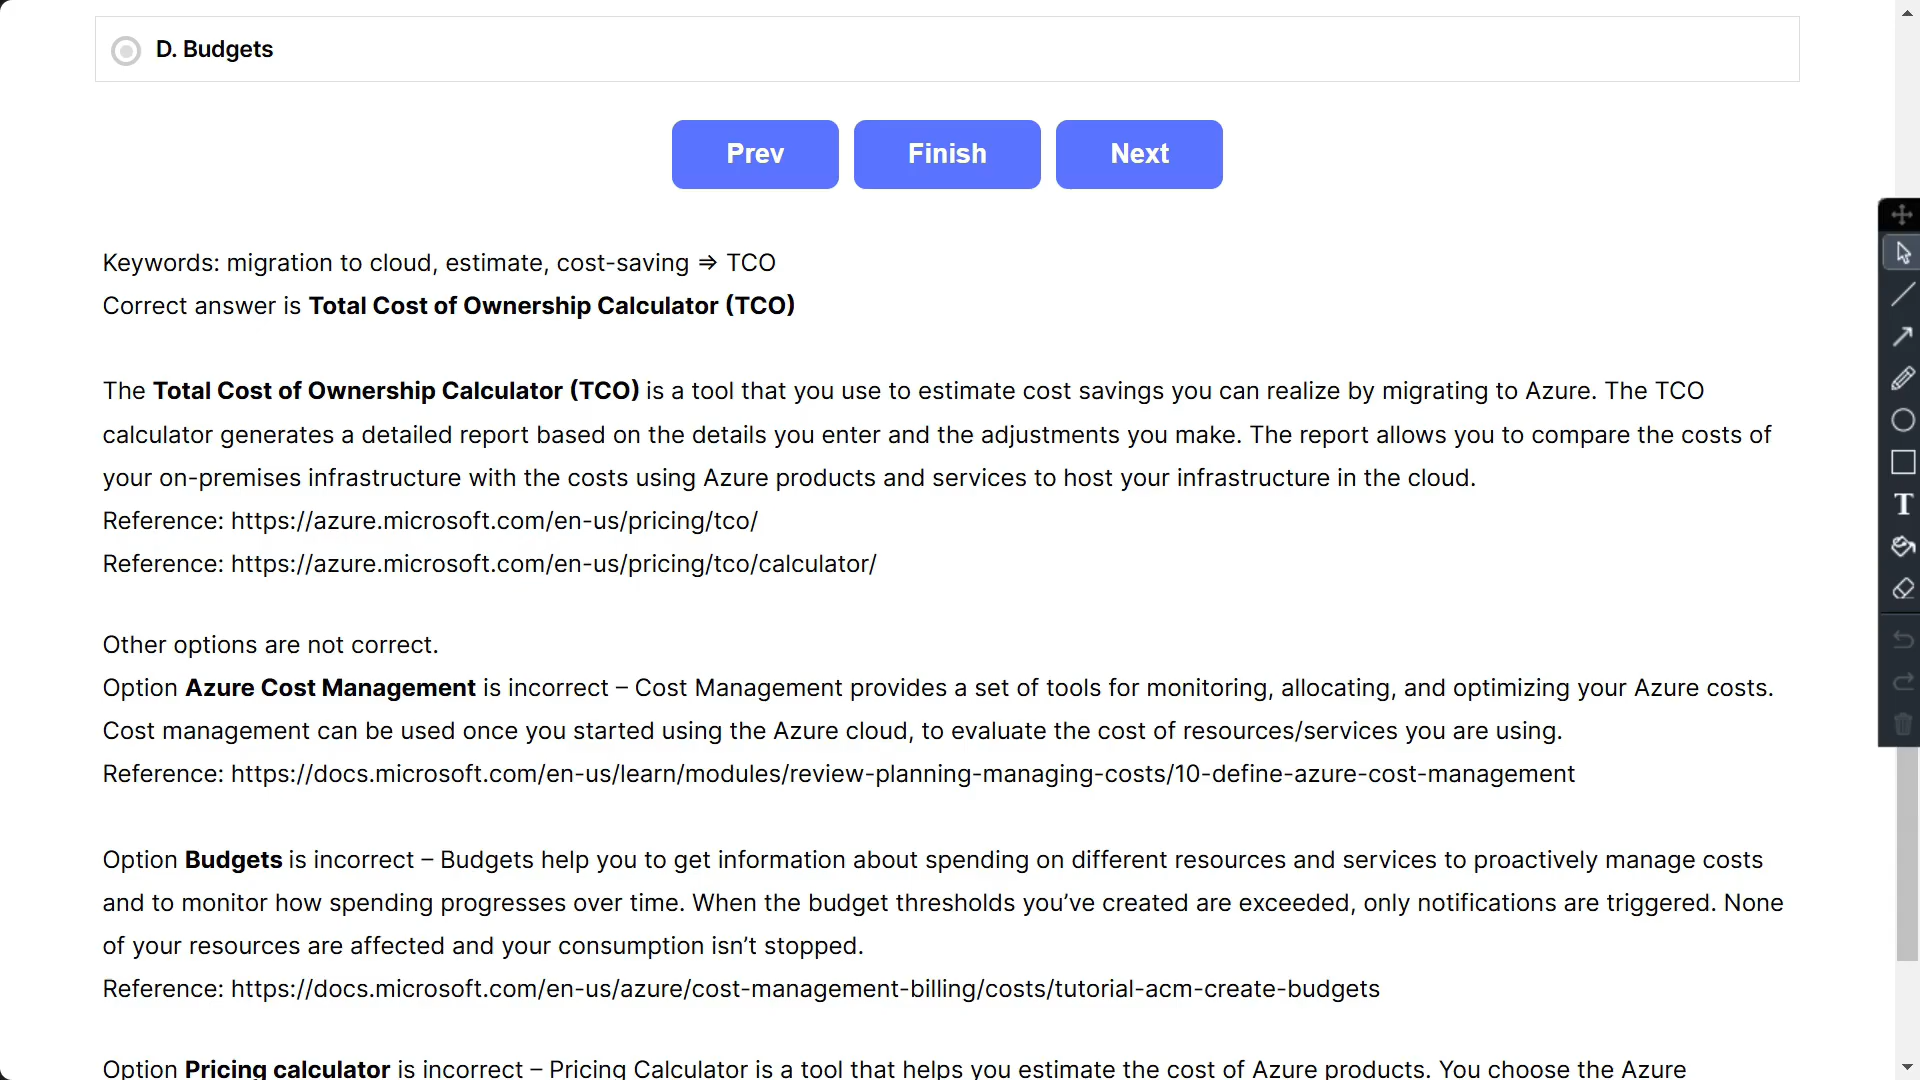 D. Budgets
Prev
Finish
Next
Keywords: migration to cloud, estimate, cost-saving ⇒ TCO
Correct answer is Total Cost of Ownership Calculator (TCO)
The Total Cost of Ownership Calculator (TCO) is a tool that you use to estimate cost savings you can realize by migrating to Azure. The TCO
calculator generates a detailed report based on the details you enter and the adjustments you make. The report allows you to compare the costs of
your on-premises infrastructure with the costs using Azure products and services to host your infrastructure in the cloud.
Reference: https://azure.microsoft.com/en-us/pricing/tco/
Reference: https://azure.microsoft.com/en-us/pricing/tco/calculator/
Other options are not correct.
Option Azure Cost Management is incorrect – Cost Management provides a set of tools for monitoring, allocating, and optimizing your Azure costs.
Cost management can be used once you started using the Azure cloud, to evaluate the cost of resources/services you are using.
Reference: https://docs.microsoft.com/en-us/learn/modules/review-planning-managing-costs/10-define-azure-cost-management
Option Budgets is incorrect – Budgets help you to get information about spending on different resources and services to proactively manage costs
and to monitor how spending progresses over time. When the budget thresholds you’ve created are exceeded, only notifications are triggered. None
of your resources are affected and your consumption isn’t stopped.
Reference: https://docs.microsoft.com/en-us/azure/cost-management-billing/costs/tutorial-acm-create-budgets
Option Pricing calculator is incorrect – Pricing Calculator is a tool that helps you estimate the cost of Azure products. You choose the Azure
T